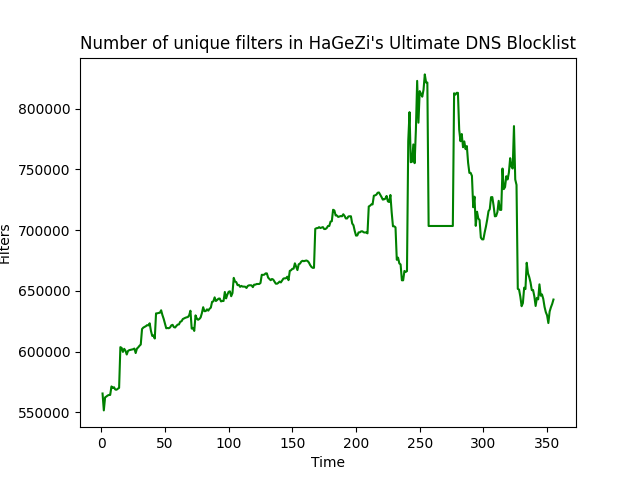 Number of unique filters in HaGeZi's Ultimate DNS Blocklist
800000
750000
700000
650000
600000
550000
Filters
0 50 100 150 200 250 300 350
Time